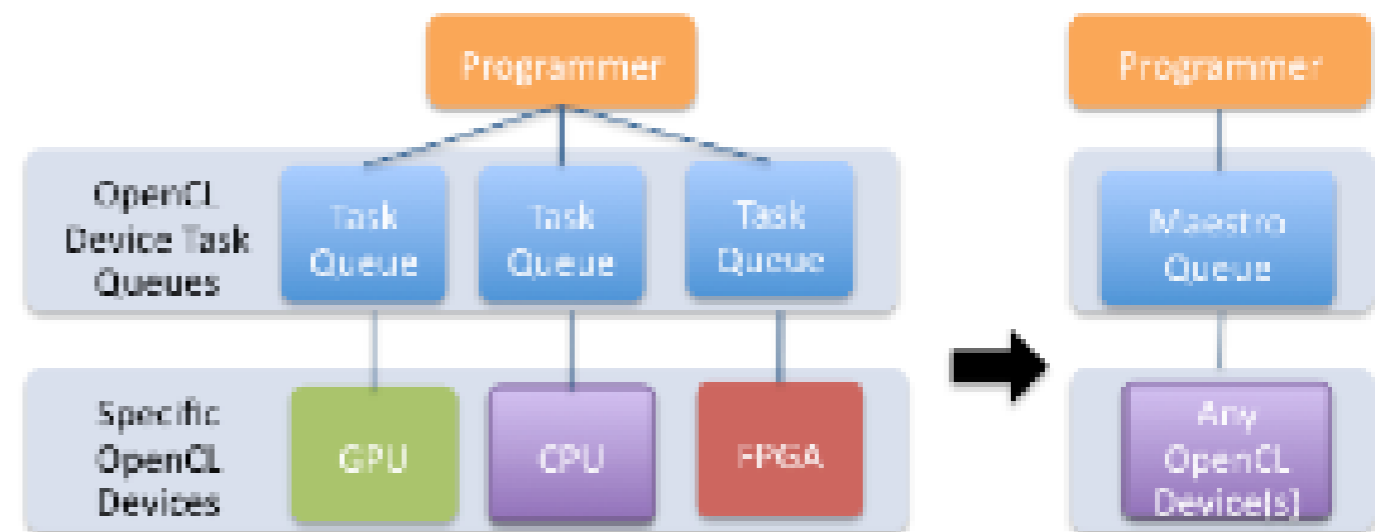 Programmer
Programmer
OpenCL
Device Task
Queues
Task
Queue
Task
Queue
Task
Queue
Maestro
Queue
Specific
OpenCL
Devices
GPU
CPU
FPGA
Any
OpenCL
Device(s)